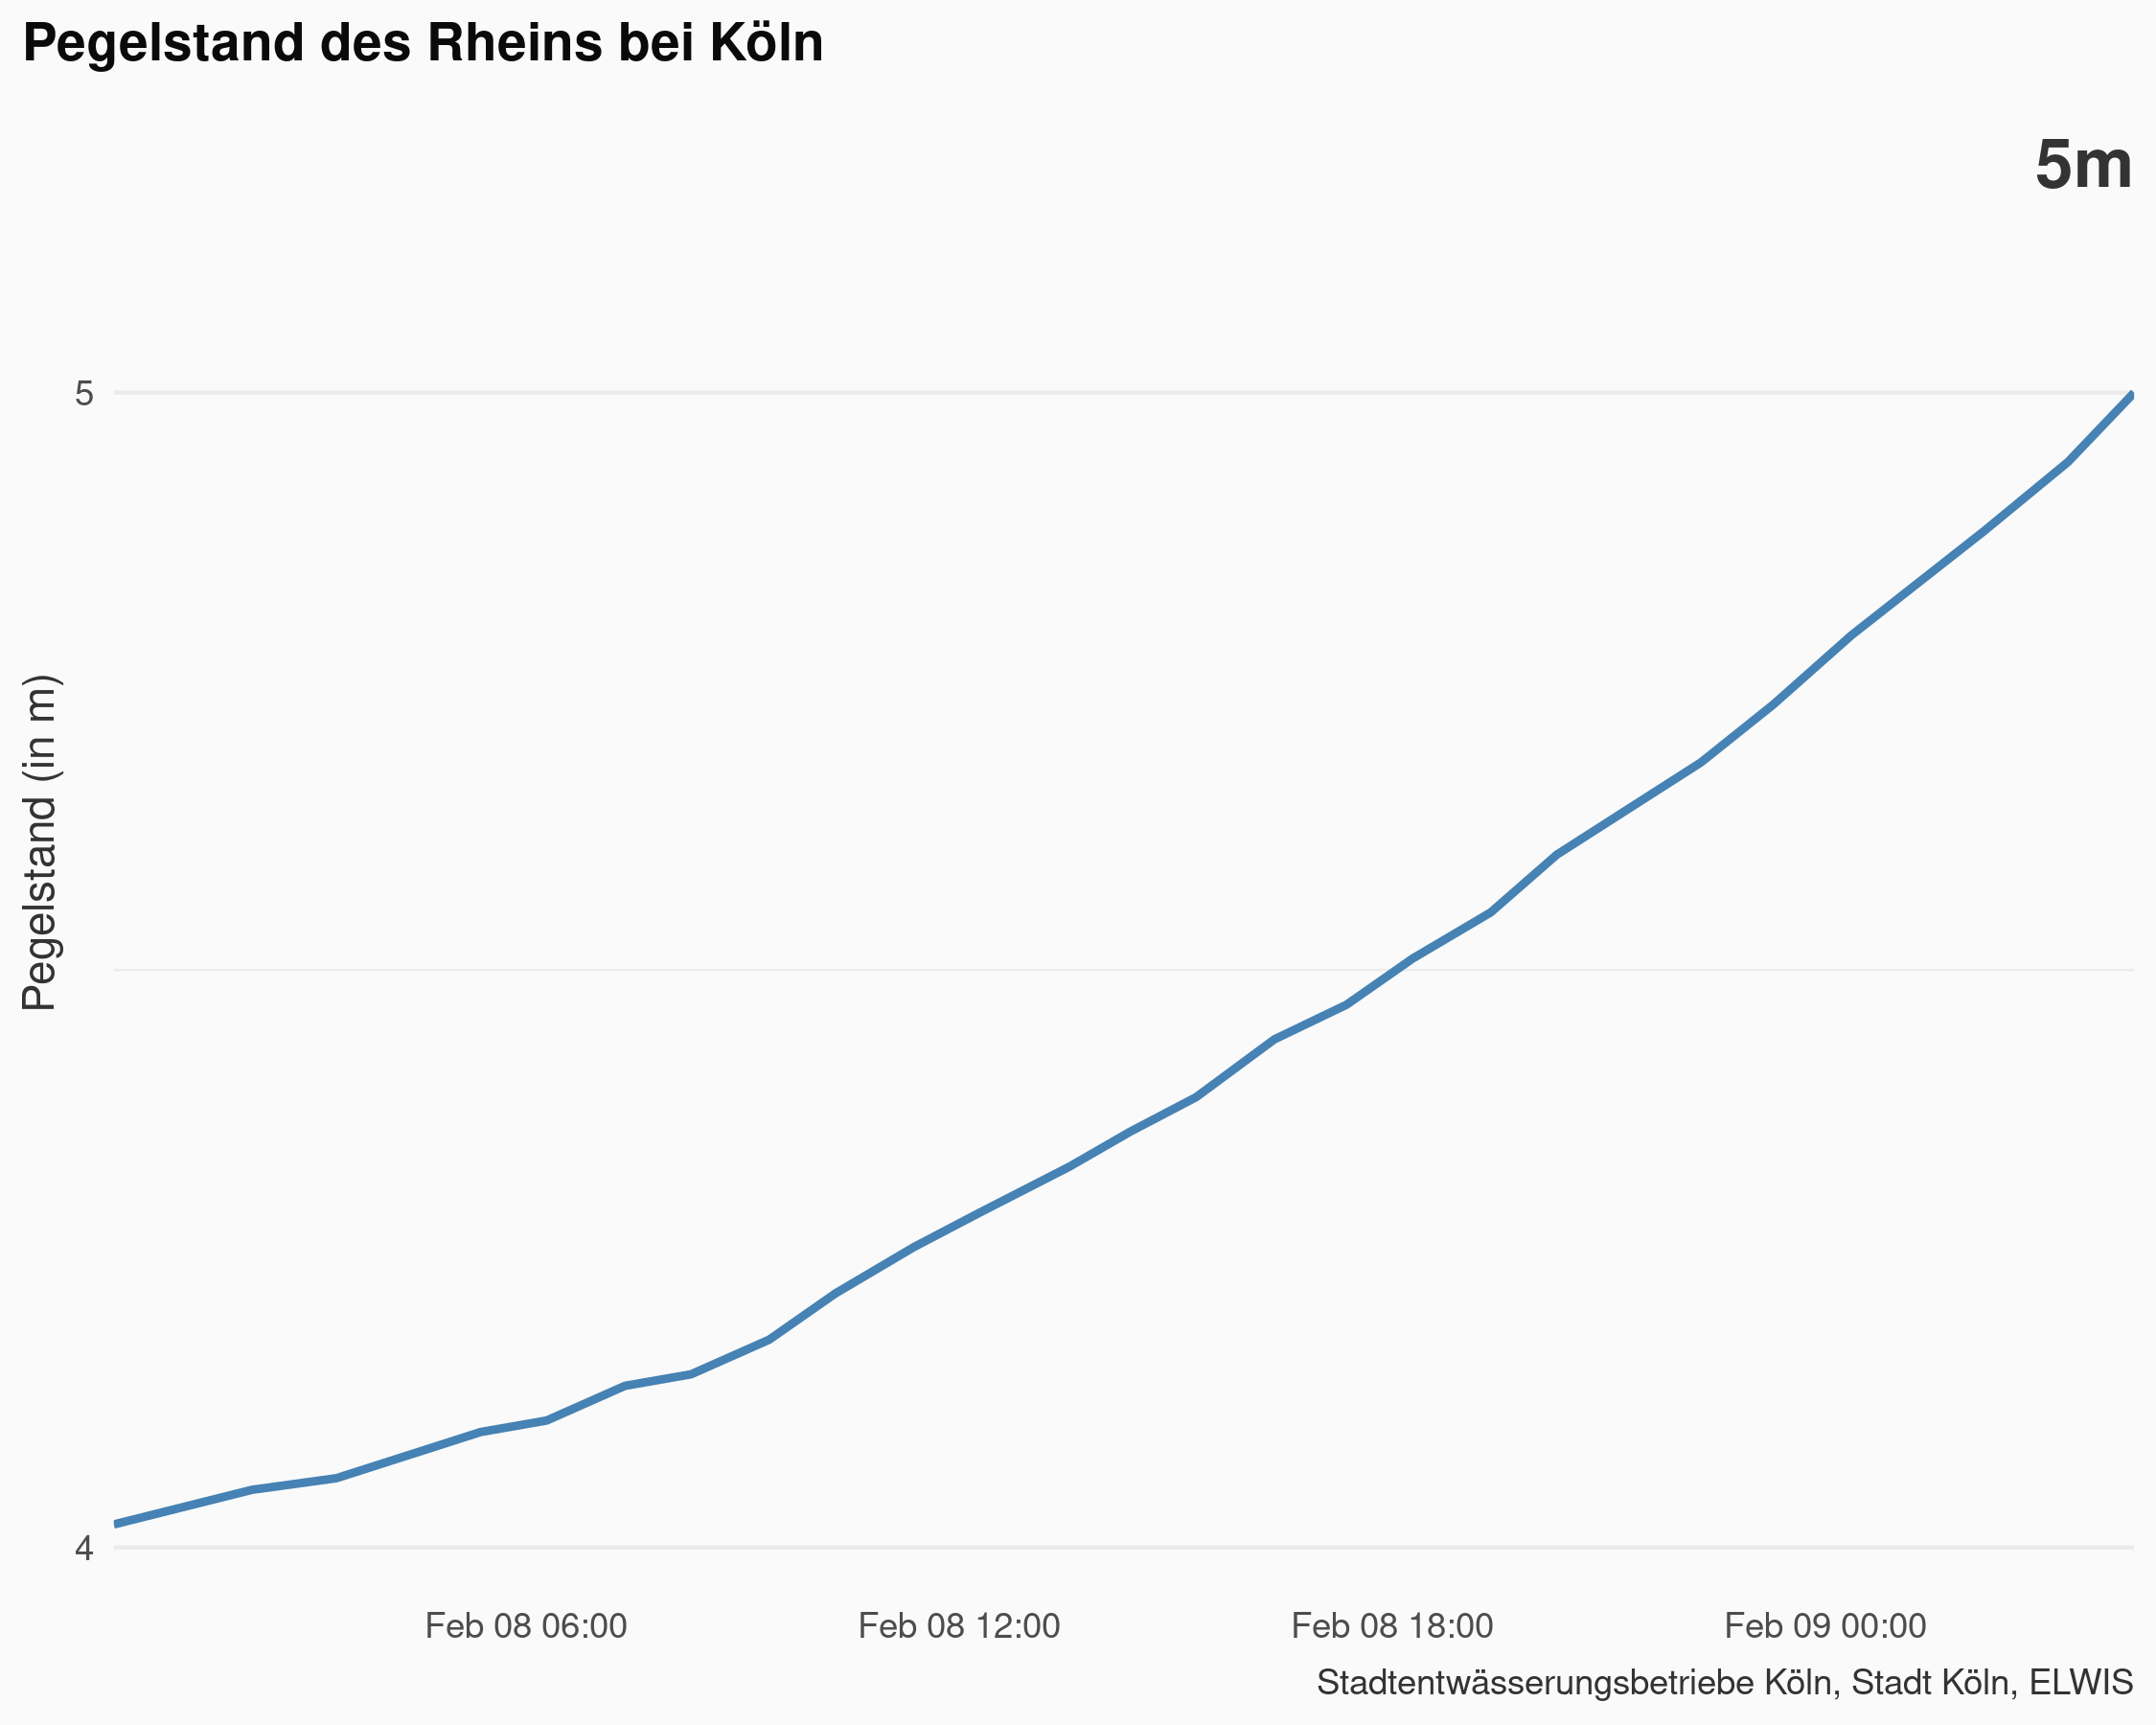 Pegelstand des Rheins bei Köln
5m
Pegelstand (in m)
5
4
Feb 08 06:00 Feb 08 12:00 Feb 08 18:00 Feb 09 00:00
Stadtentwässerungsbetriebe Köln, Stadt Köln, ELWIS